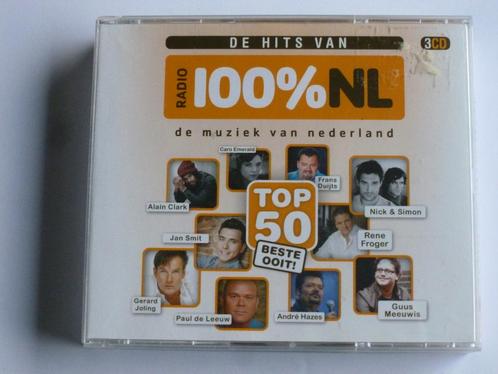 DE HITS VAN
3CD
RADIO
100%NL
de muziek van nederland
Caro Emerald
Frans Duijts
Alain Clark
Nick & Simon
TOP
50
BESTE
OOIT!
Jan Smit
Rene Froger
Gerard Joling
Paul de Leeuw
André Hazes
Guus Meeuwis